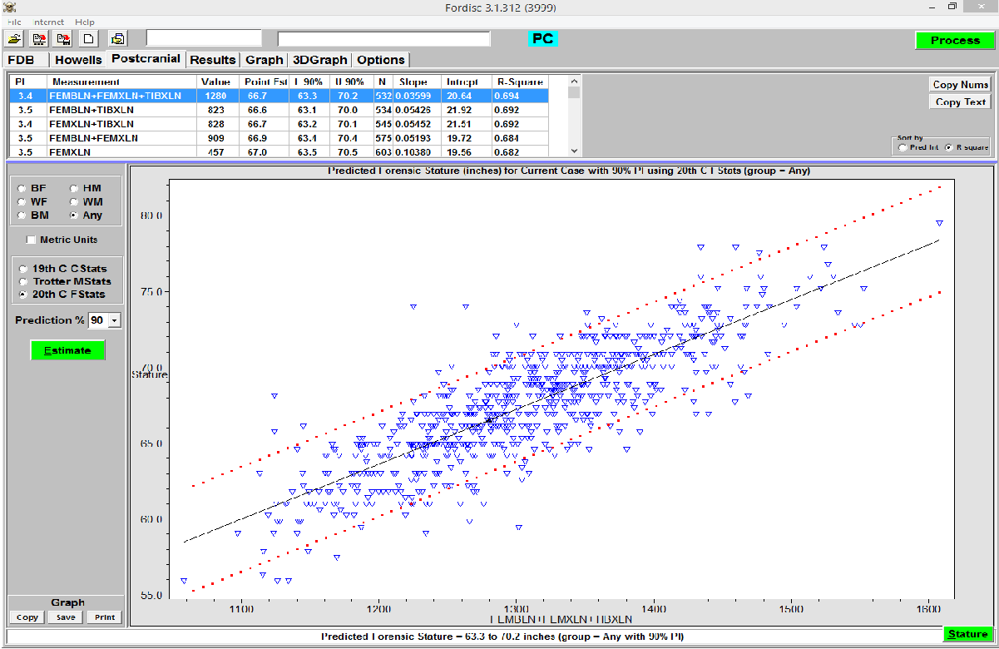 Fordisc 3.1.312 (3999)
File Internet Help
PC
Process
FDB Howells Postcranial Results Graph 3DGraph Options
PI Measurement Value Point Est L 90% U 90% N Slope Intrcpt R-Square
3.4 FEMBLN+FEMXLN+TIBXLN 1280 66.7 63.3 70.2 532 0.03599 20.64 0.694
3.5 FEMBLN+TIBXLN 823 66.6 63.1 70.0 534 0.05426 21.92 0.692
3.4 FEMXLN+TIBXLN 828 66.7 63.2 70.1 545 0.05452 21.51 0.692
3.5 FEMBLN+FEMXLN 909 66.9 63.4 70.4 575 0.05193 19.72 0.684
3.5 FEMXLN 457 67.0 63.5 70.5 603 0.10380 19.56 0.682
Copy Nums
Copy Text
Sort by
Pred Int R square
BF HM
WF WM
BM Any
Metric Units
19th C CStats
Trotter MStats
20th C FStats
Prediction % 90
Estimate
Graph
Copy Save Print
Predicted Forensic Stature (inches) for Current Case with 90% PI using 20th C FStats (group = Any)
80.0
75.0
70.0
Stature
65.0
60.0
55.0
1100 1200 1300 1400 1500 1600
FEMBLN+FEMXLN+TIBXLN
Predicted Forensic Stature = 63.3 to 70.2 inches (group = Any with 90% PI)
Stature